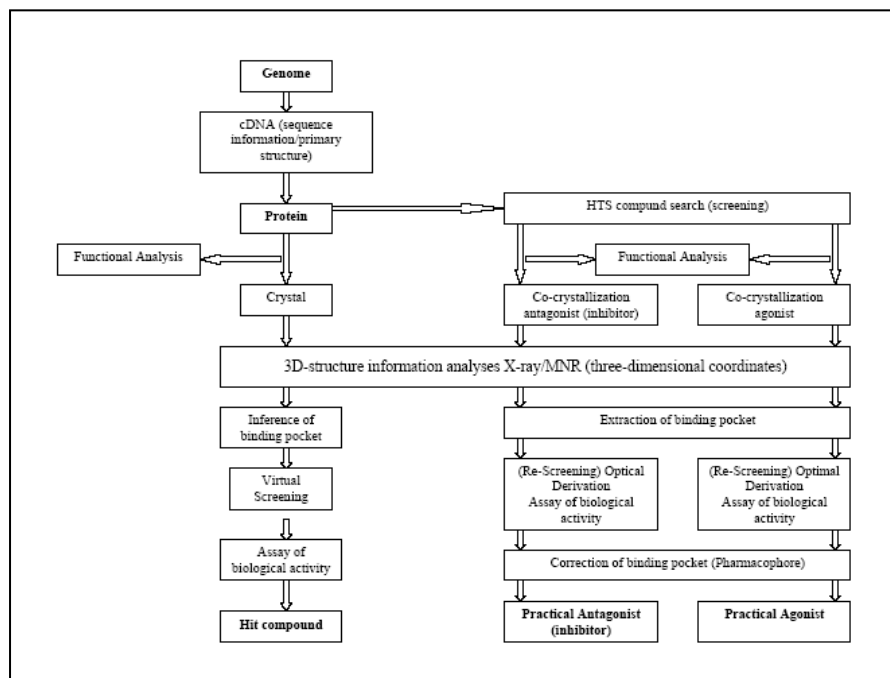 Genome
cDNA (sequence
information/primary
structure)
Protein
HTS compund search (screening)
Functional Analysis
Functional Analysis
Crystal
Co-crystallization
antagonist (inhibitor)
Co-crystallization
agonist
3D-structure information analyses X-ray/MNR (three-dimensional coordinates)
Inference of
binding pocket
Extraction of binding pocket
Virtual
Screening
(Re-Screening) Optical
Derivation
Assay of biological
activity
(Re-Screening) Optimal
Derivation
Assay of biological
activity
Assay of
biological activity
Correction of binding pocket (Pharmacophore)
Hit compound
Practical Antagonist
(inhibitor)
Practical Agonist